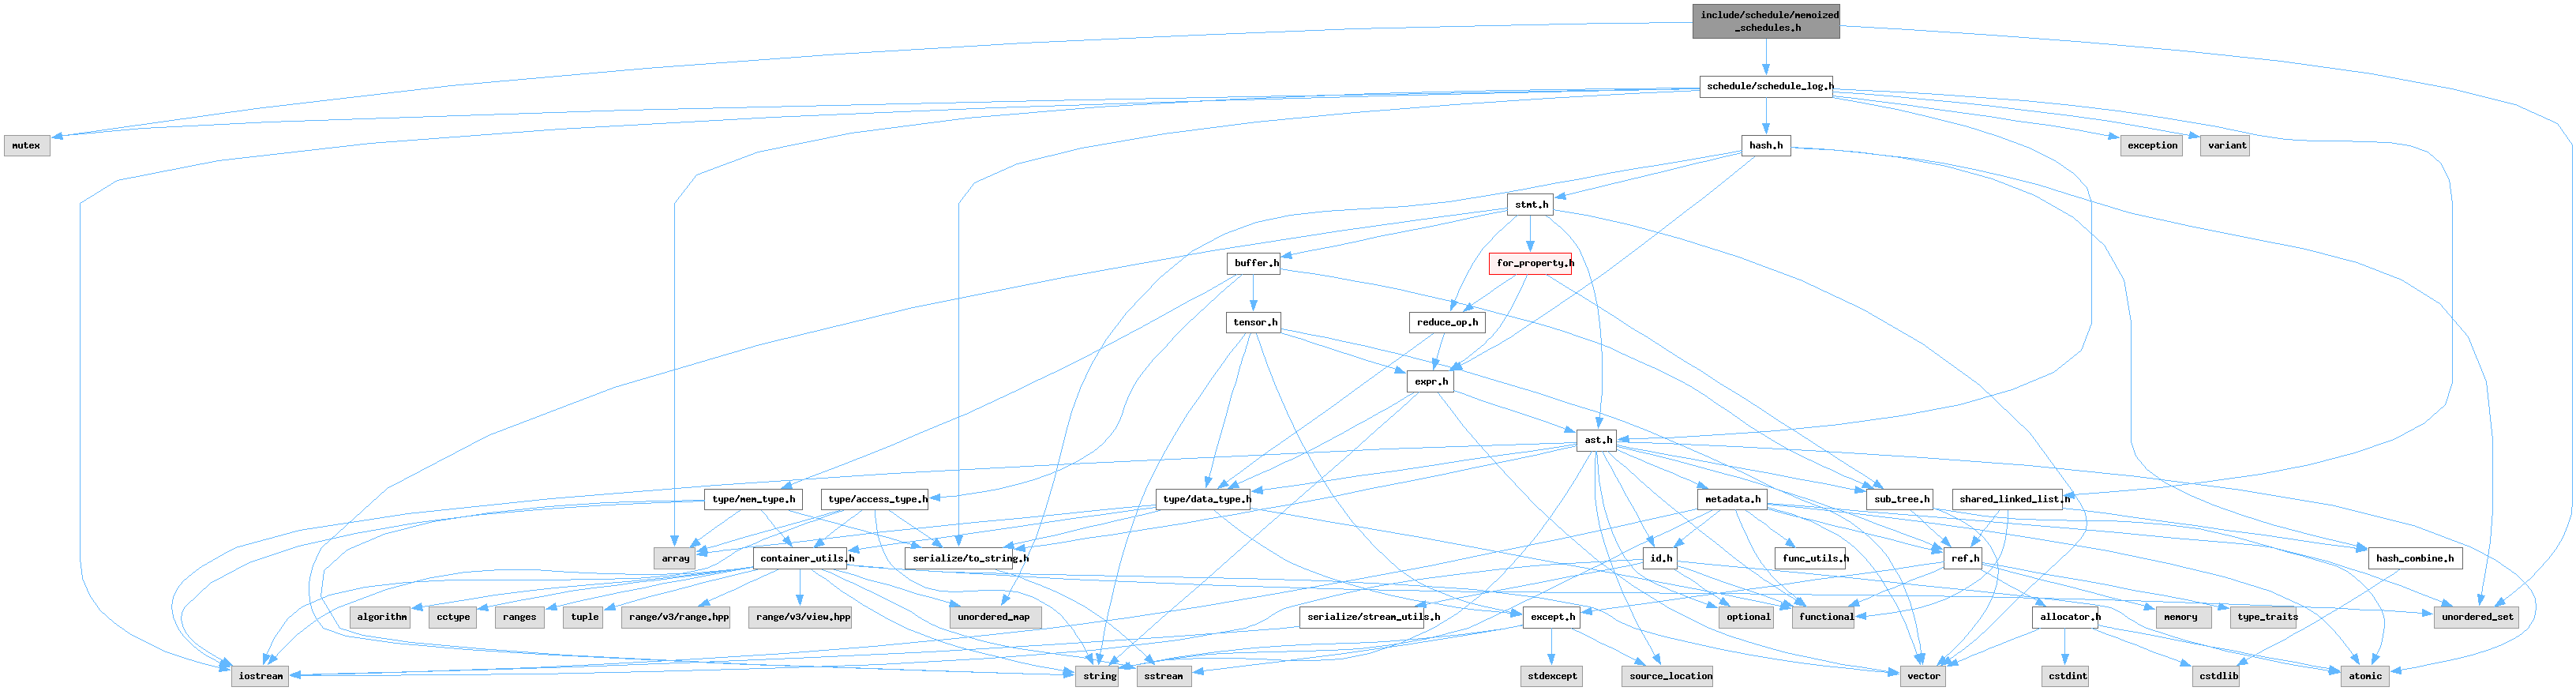 include/schedule/memoized
_schedules.h
schedule/schedule_log.h
mutex
hash.h
exception
variant
stmt.h
buffer.h
for_property.h
tensor.h
reduce_op.h
expr.h
ast.h
type/mem_type.h
type/access_type.h
type/data_type.h
metadata.h
sub_tree.h
shared_linked_list.h
array
container_utils.h
serialize/to_string.h
id.h
func_utils.h
ref.h
hash_combine.h
algorithm
cctype
ranges
tuple
range/v3/range.hpp
range/v3/view.hpp
unordered_map
serialize/stream_utils.h
except.h
optional
functional
allocator.h
memory
type_traits
unordered_set
iostream
string
sstream
stdexcept
source_location
vector
cstdint
cstdlib
atomic